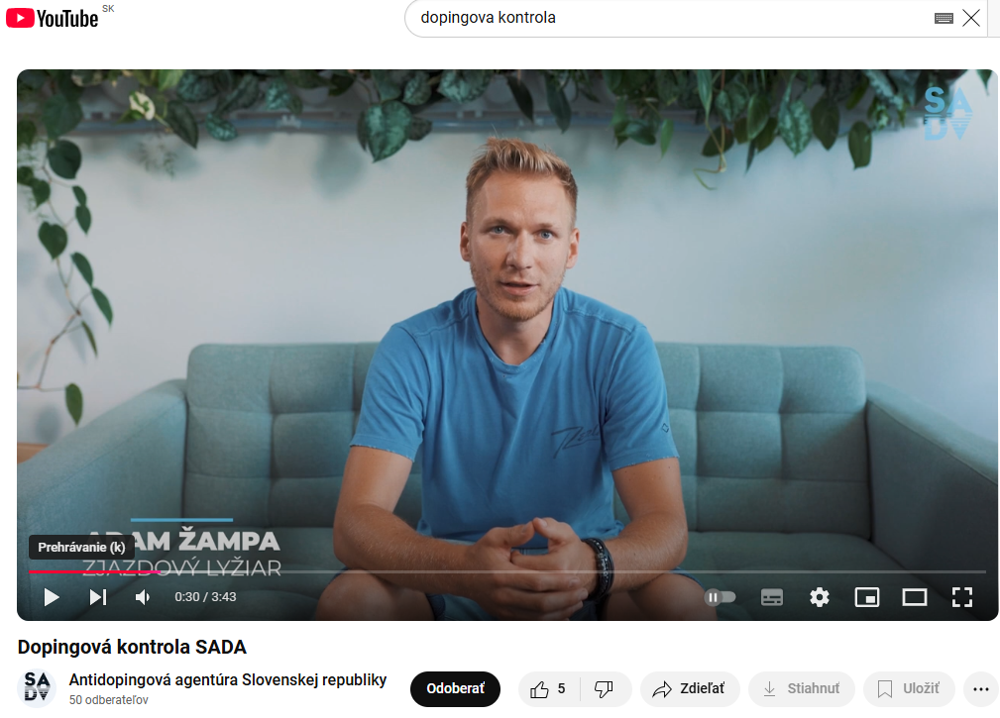 YouTube SK
dopingova kontrola
SADA
ADAM ŽAMPA
Prehrávanie (k)
ZJAZDOVÝ LYŽIAR
0:30 / 3:43
Dopingová kontrola SADA
SADA
Antidopingová agentúra Slovenskej republiky
50 odberateľov
Odoberať
5
Zdieľať
Stiahnuť
Uložiť